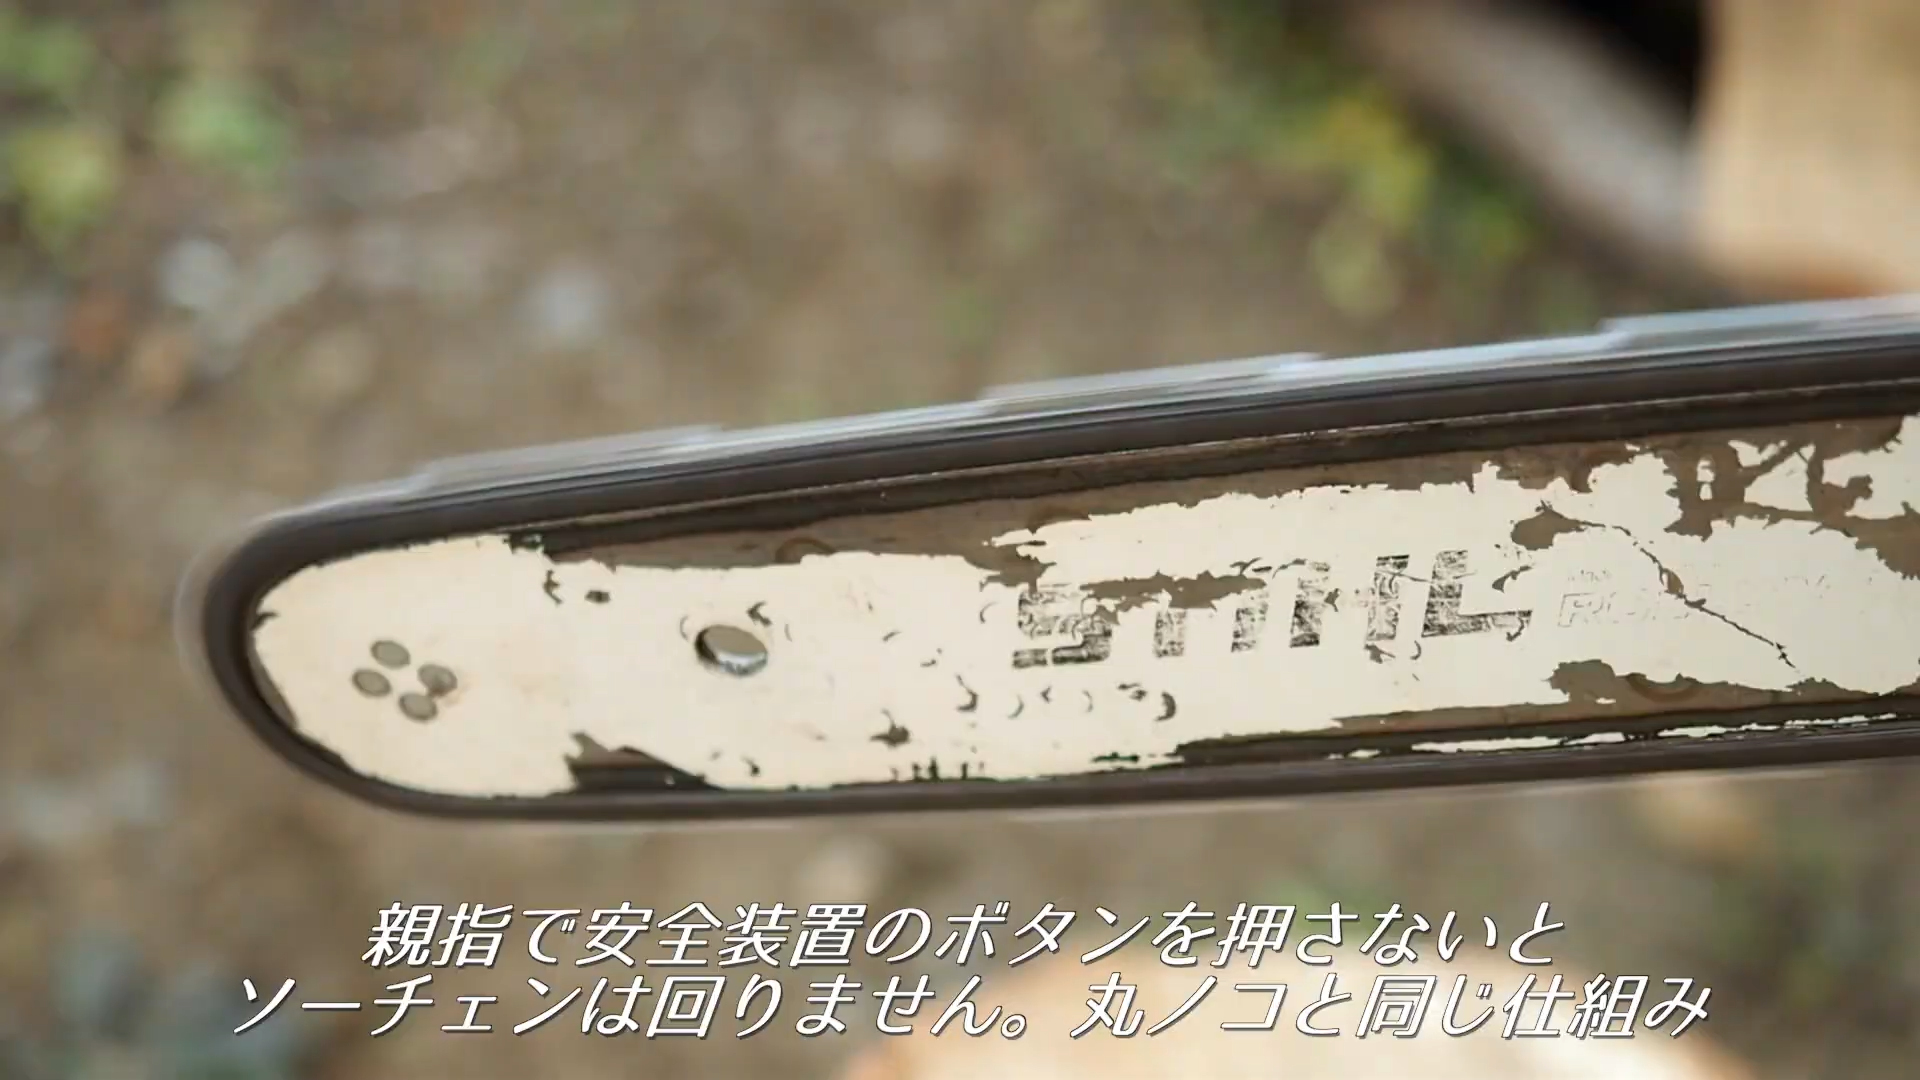 STIHL
親指で安全装置のボタンを押さないと
ソーチェンは回りません。丸ノコと同じ仕組み